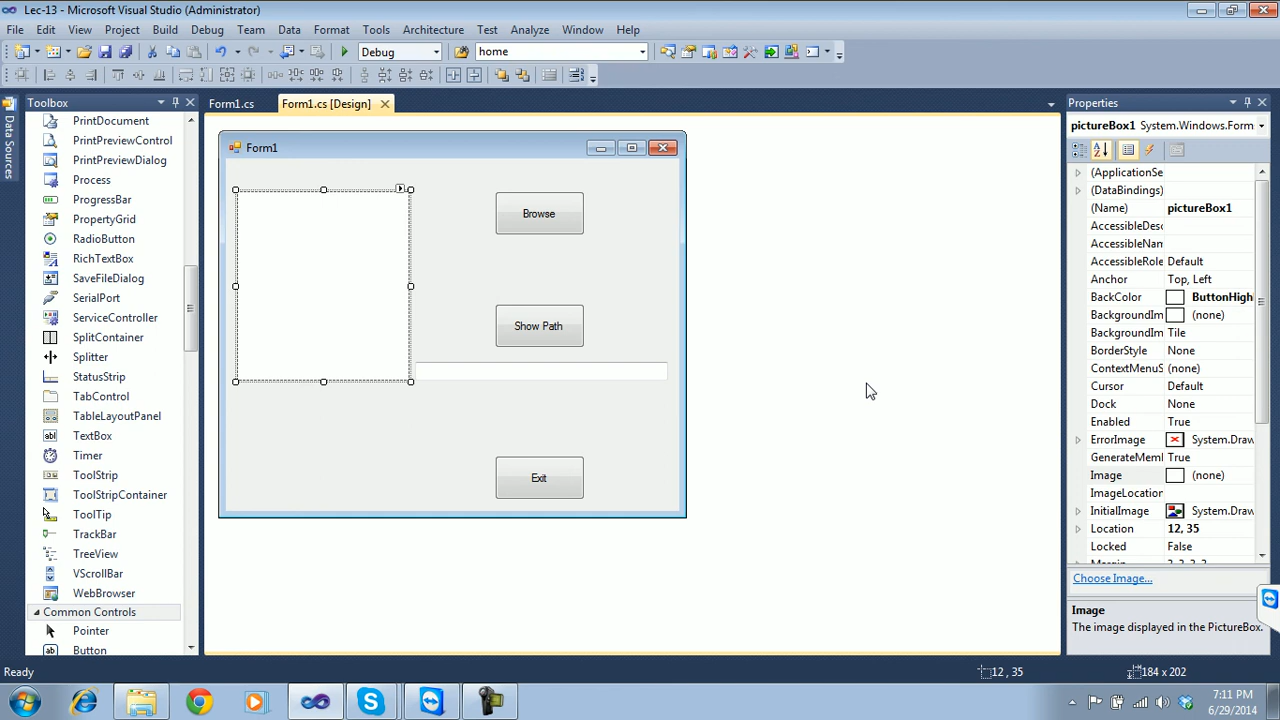 Lec-13 - Microsoft Visual Studio (Administrator)
File Edit View Project Build Debug Team Data Tools Format Architecture Test Analyze Window Help
Debug home
Toolbox
Form1.cs Form1.cs [Design]
Properties
Data Sources
PrintDocument
PrintPreviewControl
PrintPreviewDialog
Process
ProgressBar
PropertyGrid
RadioButton
RichTextBox
SaveFileDialog
SerialPort
ServiceController
SplitContainer
Splitter
StatusStrip
TabControl
TableLayoutPanel
TextBox
Timer
ToolStrip
ToolStripContainer
ToolTip
TrackBar
TreeView
VScrollBar
WebBrowser
Common Controls
Pointer
Button
Form1
Browse
Show Path
Exit
pictureBox1 System.Windows.Form
(ApplicationSe
(DataBindings)
(Name) pictureBox1
AccessibleDesc
AccessibleNam
AccessibleRole Default
Anchor Top, Left
BackColor ButtonHigh
BackgroundIm (none)
BackgroundIm Tile
BorderStyle None
ContextMenuS (none)
Cursor Default
Dock None
Enabled True
ErrorImage System.Draw
GenerateMeml True
Image (none)
ImageLocation
InitialImage System.Draw
Location 12, 35
Locked False
Choose Image...
Image
The image displayed in the PictureBox.
Ready 12 , 35 184 x 202
7:11 PM
6/29/2014